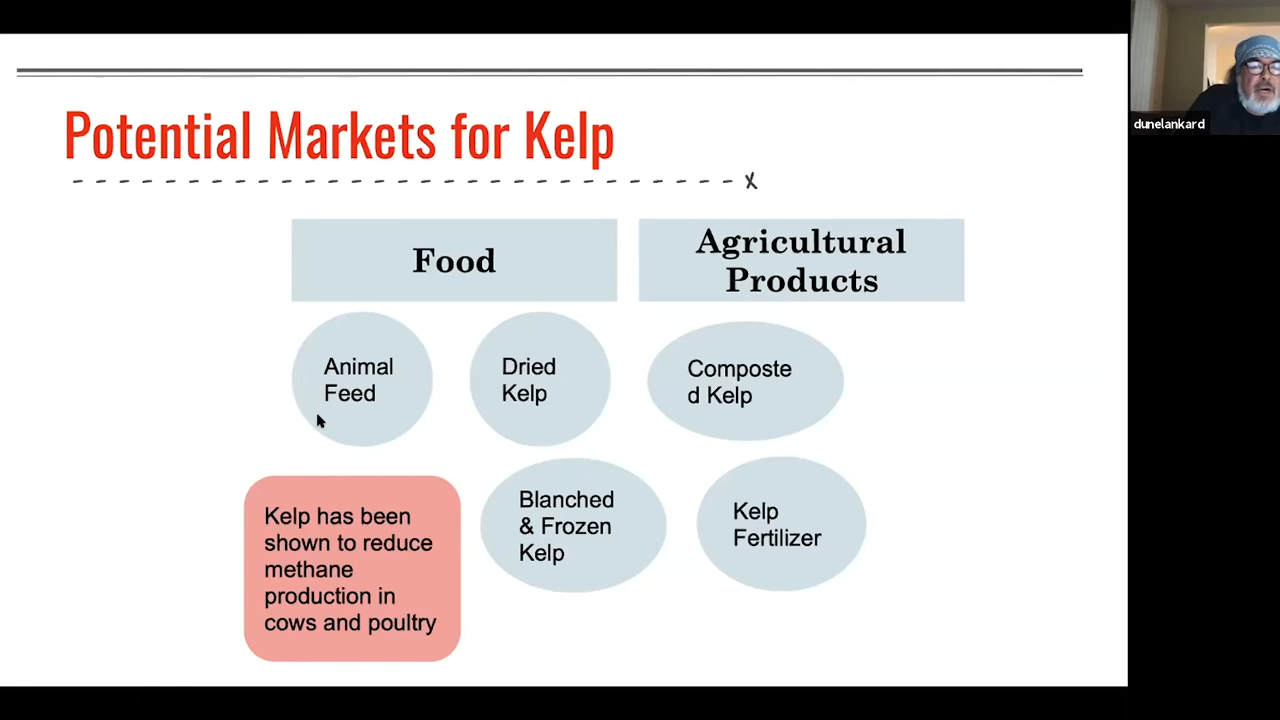 Potential Markets for Kelp
dunelankard
Food
Agricultural
Products
Animal
Feed
Dried
Kelp
Composte
d Kelp
Kelp has been
shown to reduce
methane
production in
cows and poultry
Blanched
& Frozen
Kelp
Kelp
Fertilizer